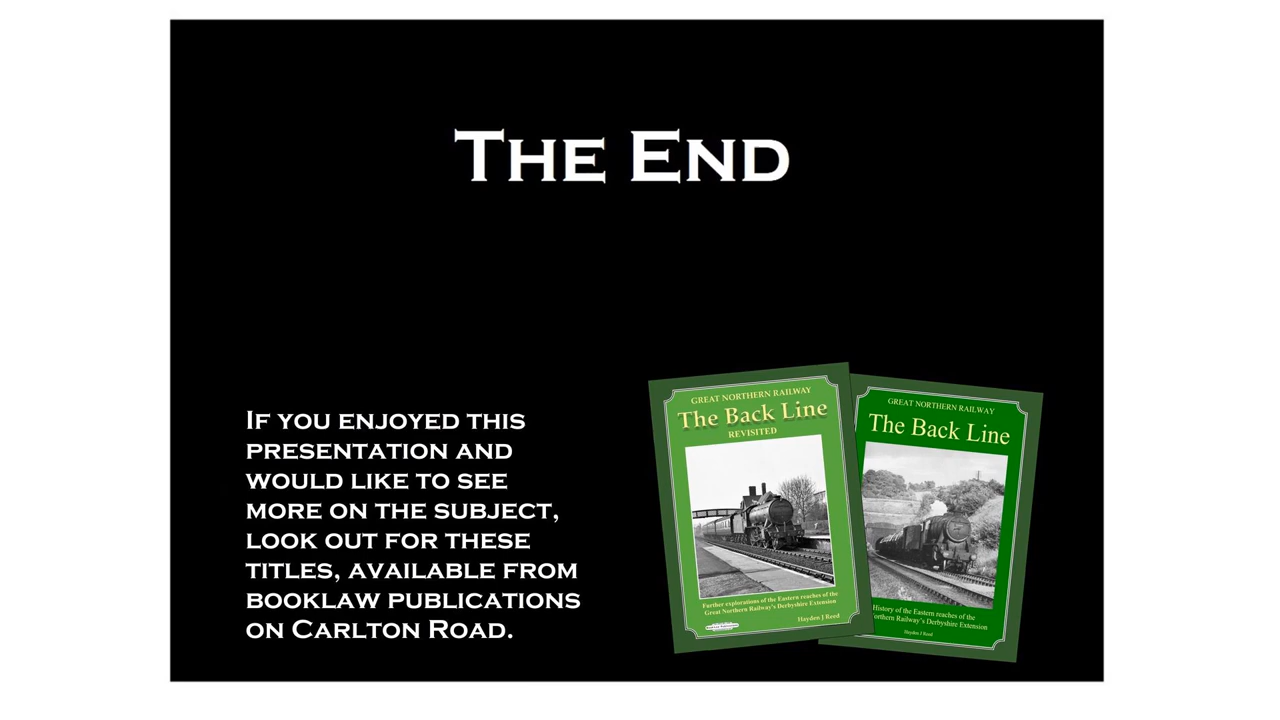 THE END
IF YOU ENJOYED THIS
PRESENTATION AND
WOULD LIKE TO SEE
MORE ON THE SUBJECT,
LOOK OUT FOR THESE
TITLES, AVAILABLE FROM
BOOKLAW PUBLICATIONS
ON CARLTON ROAD.
GREAT NORTHERN RAILWAY
The Back Line
REVISITED
Further explorations of the Eastern reaches of the
Great Northern Railway's Derbyshire Extension
Hayden J Reed
GREAT NORTHERN RAILWAY
The Back Line
History of the Eastern reaches of the
Northern Railway's Derbyshire Extension
Hayden J Reed